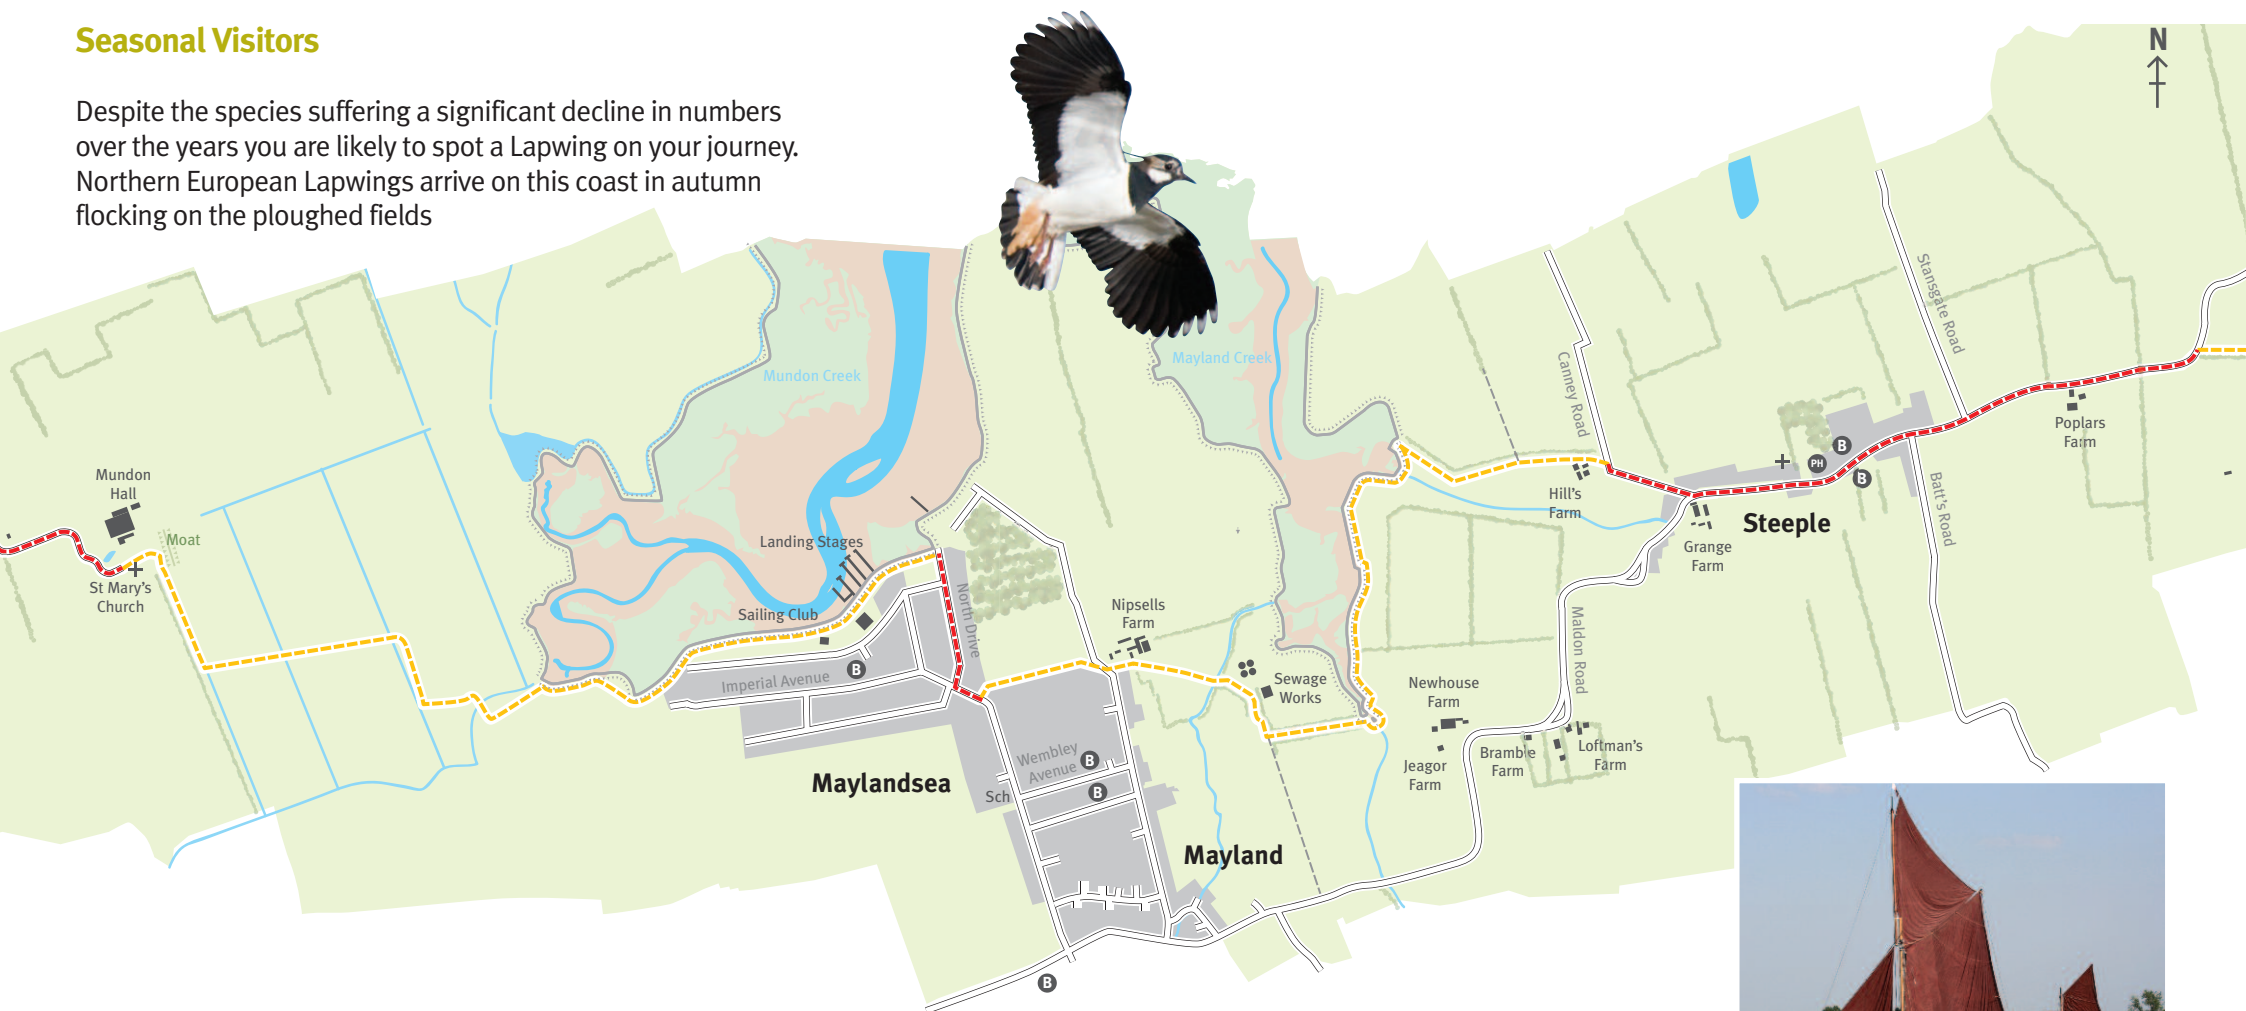 Seasonal Visitors
Despite the species suffering a significant decline in numbers
over the years you are likely to spot a Lapwing on your journey.
Northern European Lapwings arrive on this coast in autumn
flocking on the ploughed fields
N
Mundon
Hall
Moat
St Mary's
Church
Mundon Creek
Landing Stages
Sailing Club
B
Imperial Avenue
North Drive
Maylandsea
Sch
Wembley
Avenue
B
B
B
Mayland
Nipsells
Farm
Mayland Creek
Sewage
Works
Newhouse
Farm
Jeagor
Farm
Bramble
Farm
Loftman's
Farm
Maldon Road
Canney Road
Hill's
Farm
Grange
Farm
Steeple
PH
B
B
Batt's Road
Stansgate Road
Poplars
Farm